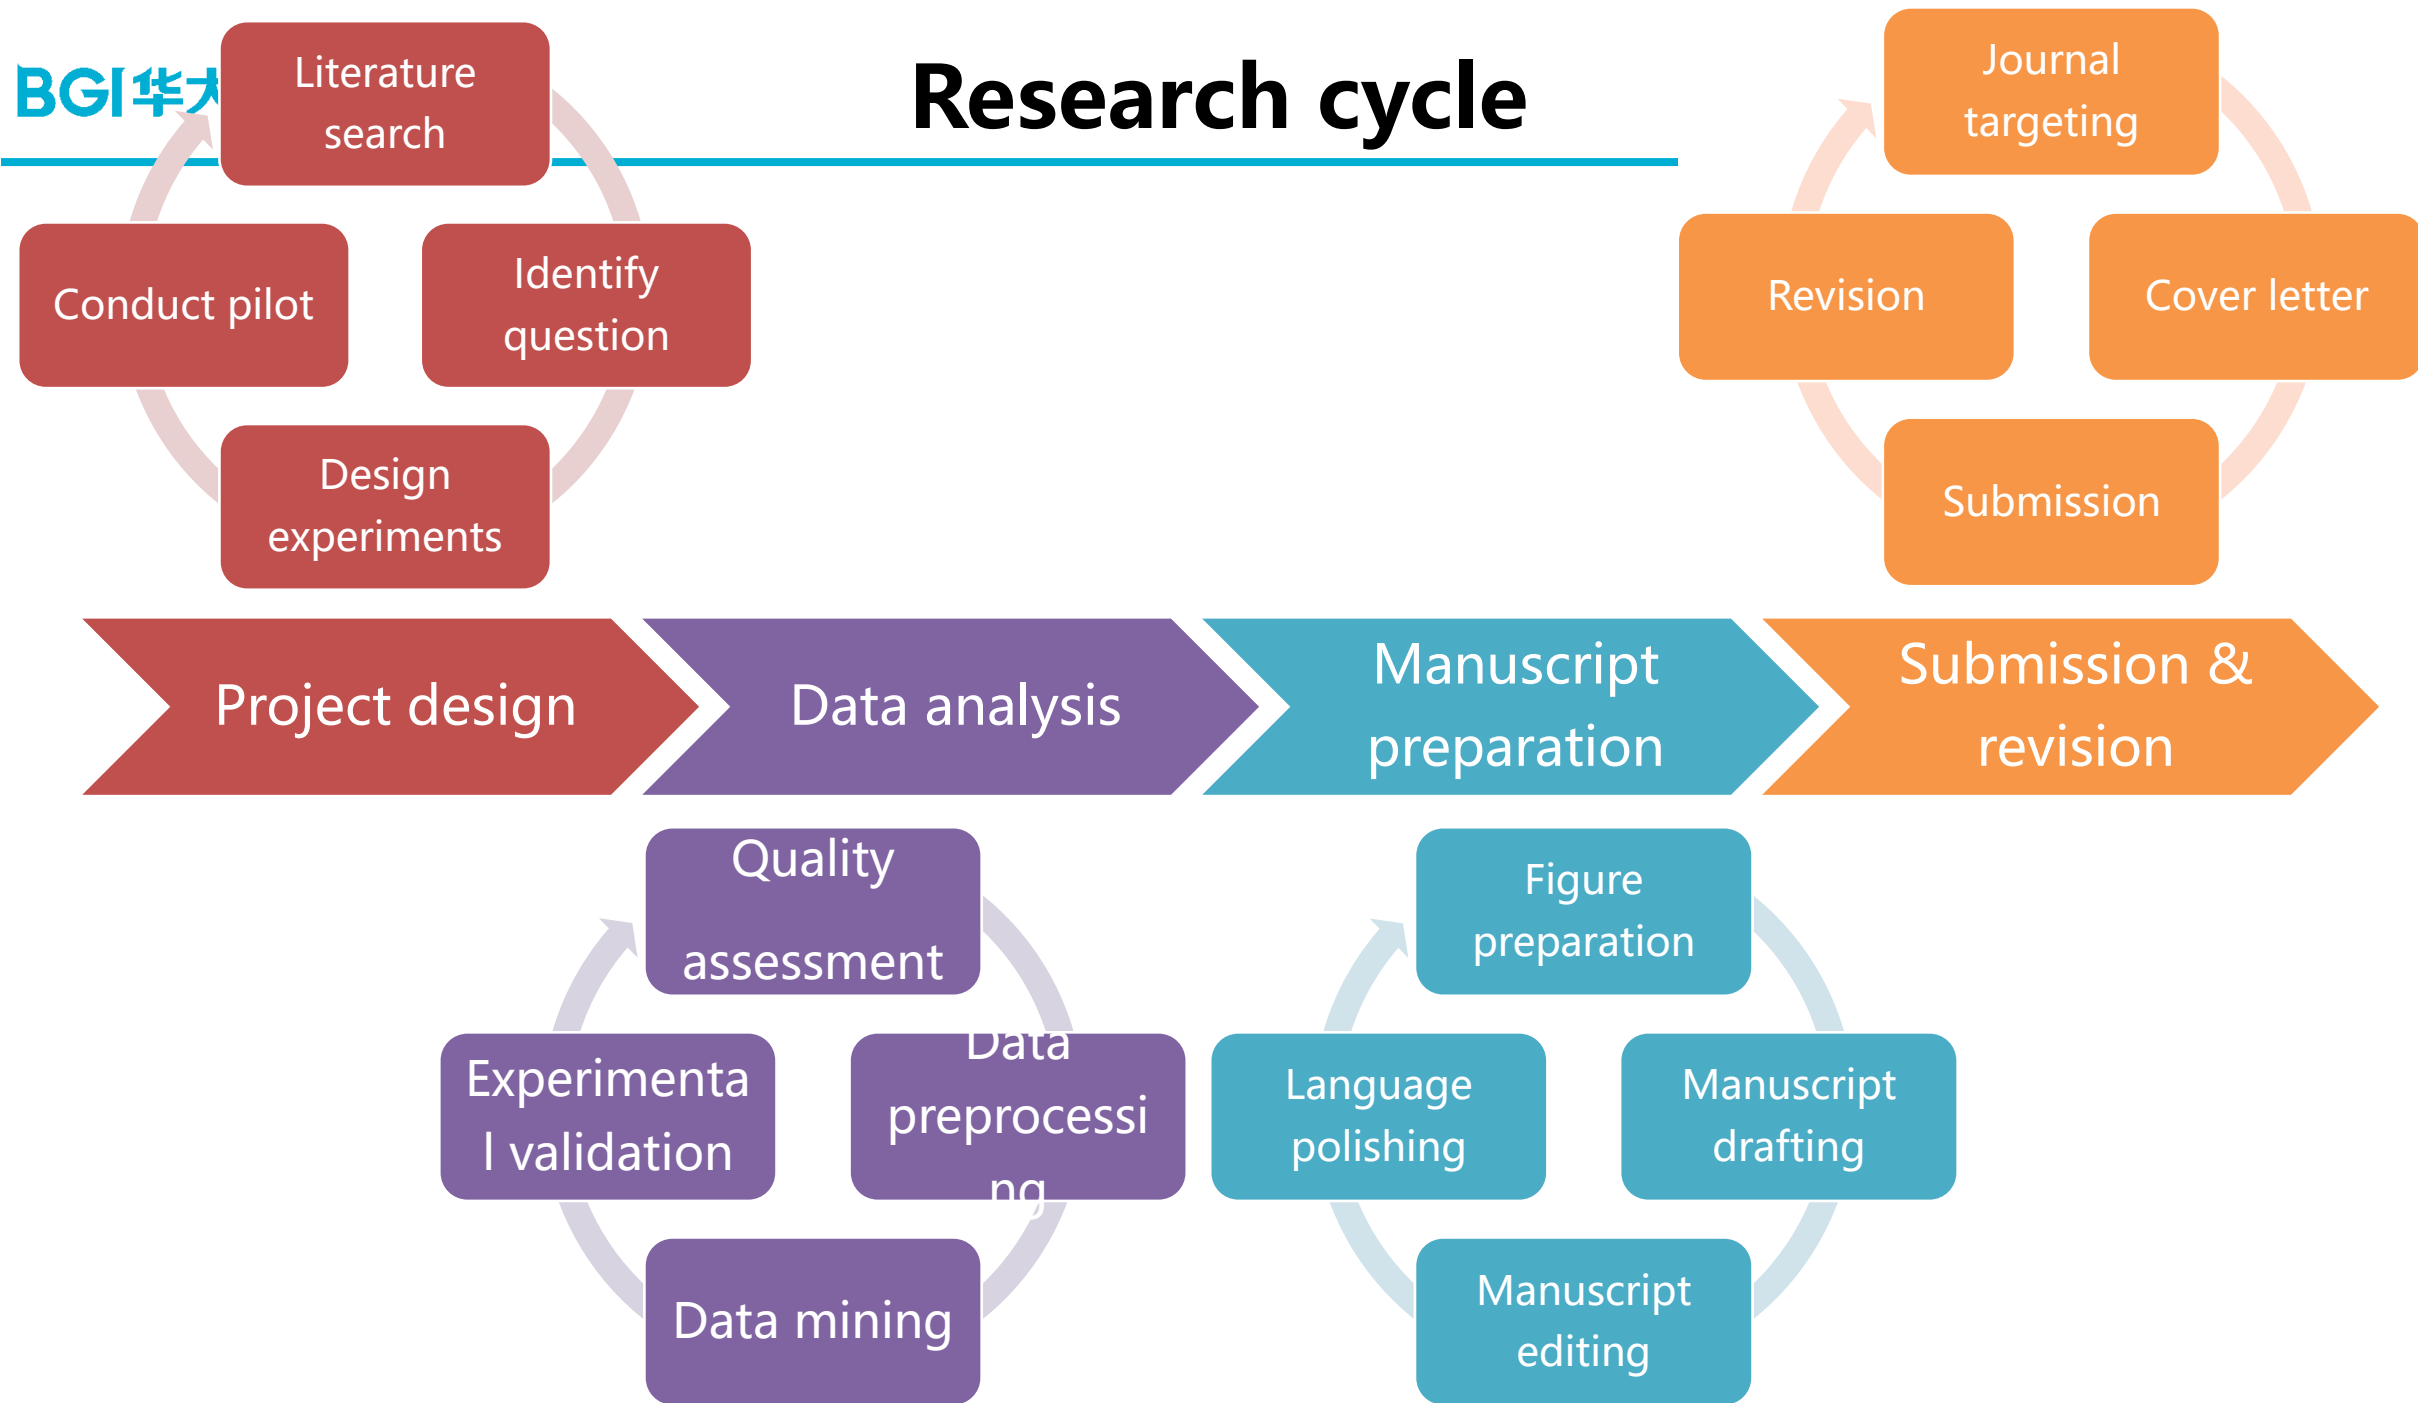 BGI华大
Research cycle
Literature
search
Identify
question
Design
experiments
Conduct pilot
Journal
targeting
Cover letter
Submission
Revision
Project design
Data analysis
Manuscript
preparation
Submission &
revision
Quality
assessment
Data
preprocessi
ng
Data mining
Experimenta
l validation
Figure
preparation
Manuscript
drafting
Manuscript
editing
Language
polishing